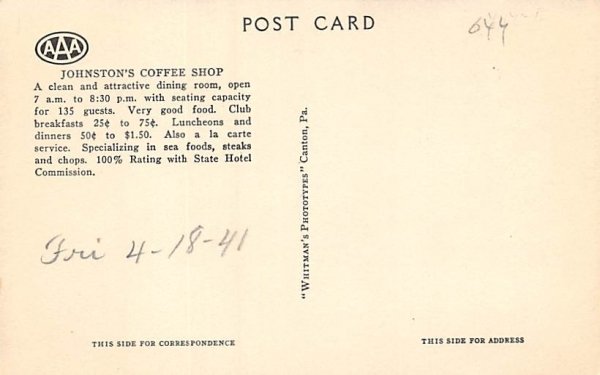 POST CARD
644
AAA
JOHNSTON'S COFFEE SHOP
A clean and attractive dining room, open
7 a.m. to 8:30 p.m. with seating capacity
for 135 guests. Very good food. Club
breakfasts 25¢ to 75¢. Luncheons and
dinners 50¢ to $1.50. Also a la carte
service. Specializing in sea foods, steaks
and chops. 100% Rating with State Hotel
Commission.
Fri 4-18-41
"WHITMAN'S PHOTOTYPES" Canton, Pa.
THIS SIDE FOR CORRESPONDENCE
THIS SIDE FOR ADDRESS